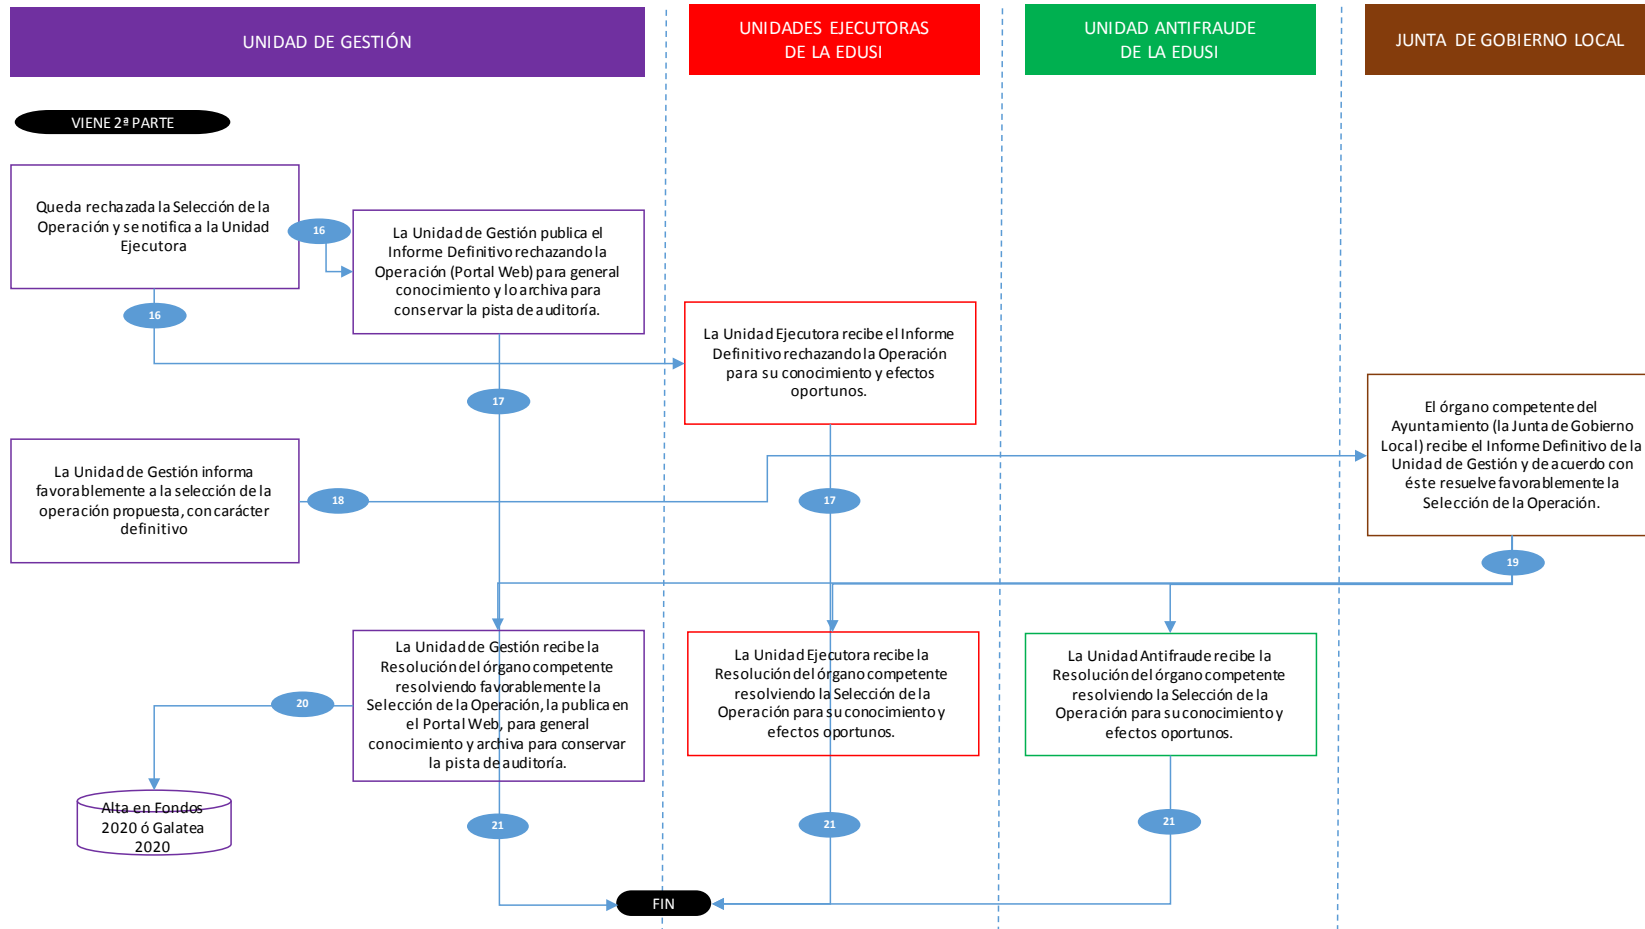 UNIDAD DE GESTIÓN
UNIDADES EJECUTORAS
DE LA EDUSI
UNIDAD ANTIFRAUDE
DE LA EDUSI
JUNTA DE GOBIERNO LOCAL
VIENE 2ª PARTE
Queda rechazada la Selección de la
Operación y se notifica a la Unidad
Ejecutora
16
La Unidad de Gestión publica el
Informe Definitivo rechazando la
Operación (Portal Web) para general
conocimiento y lo archiva para
conservar la pista de auditoría.
16
La Unidad Ejecutora recibe el Informe
Definitivo rechazando la Operación
para su conocimiento y efectos
oportunos.
17
El órgano competente del
Ayuntamiento (la Junta de Gobierno
Local) recibe el Informe Definitivo de la
Unidad de Gestión y de acuerdo con
éste resuelve favorablemente la
Selección de la Operación.
La Unidad de Gestión informa
favorablemente a la selección de la
operación propuesta, con carácter
definitivo
18
17
19
La Unidad de Gestión recibe la
Resolución del órgano competente
resolviendo favorablemente la
Selección de la Operación, la publica en
el Portal Web, para general
conocimiento y archiva para conservar
la pista de auditoría.
La Unidad Ejecutora recibe la
Resolución del órgano competente
resolviendo la Selección de la
Operación para su conocimiento y
efectos oportunos.
La Unidad Antifraude recibe la
Resolución del órgano competente
resolviendo la Selección de la
Operación para su conocimiento y
efectos oportunos.
20
Alta en Fondos
2020 ó Galatea
2020
21
21
21
FIN